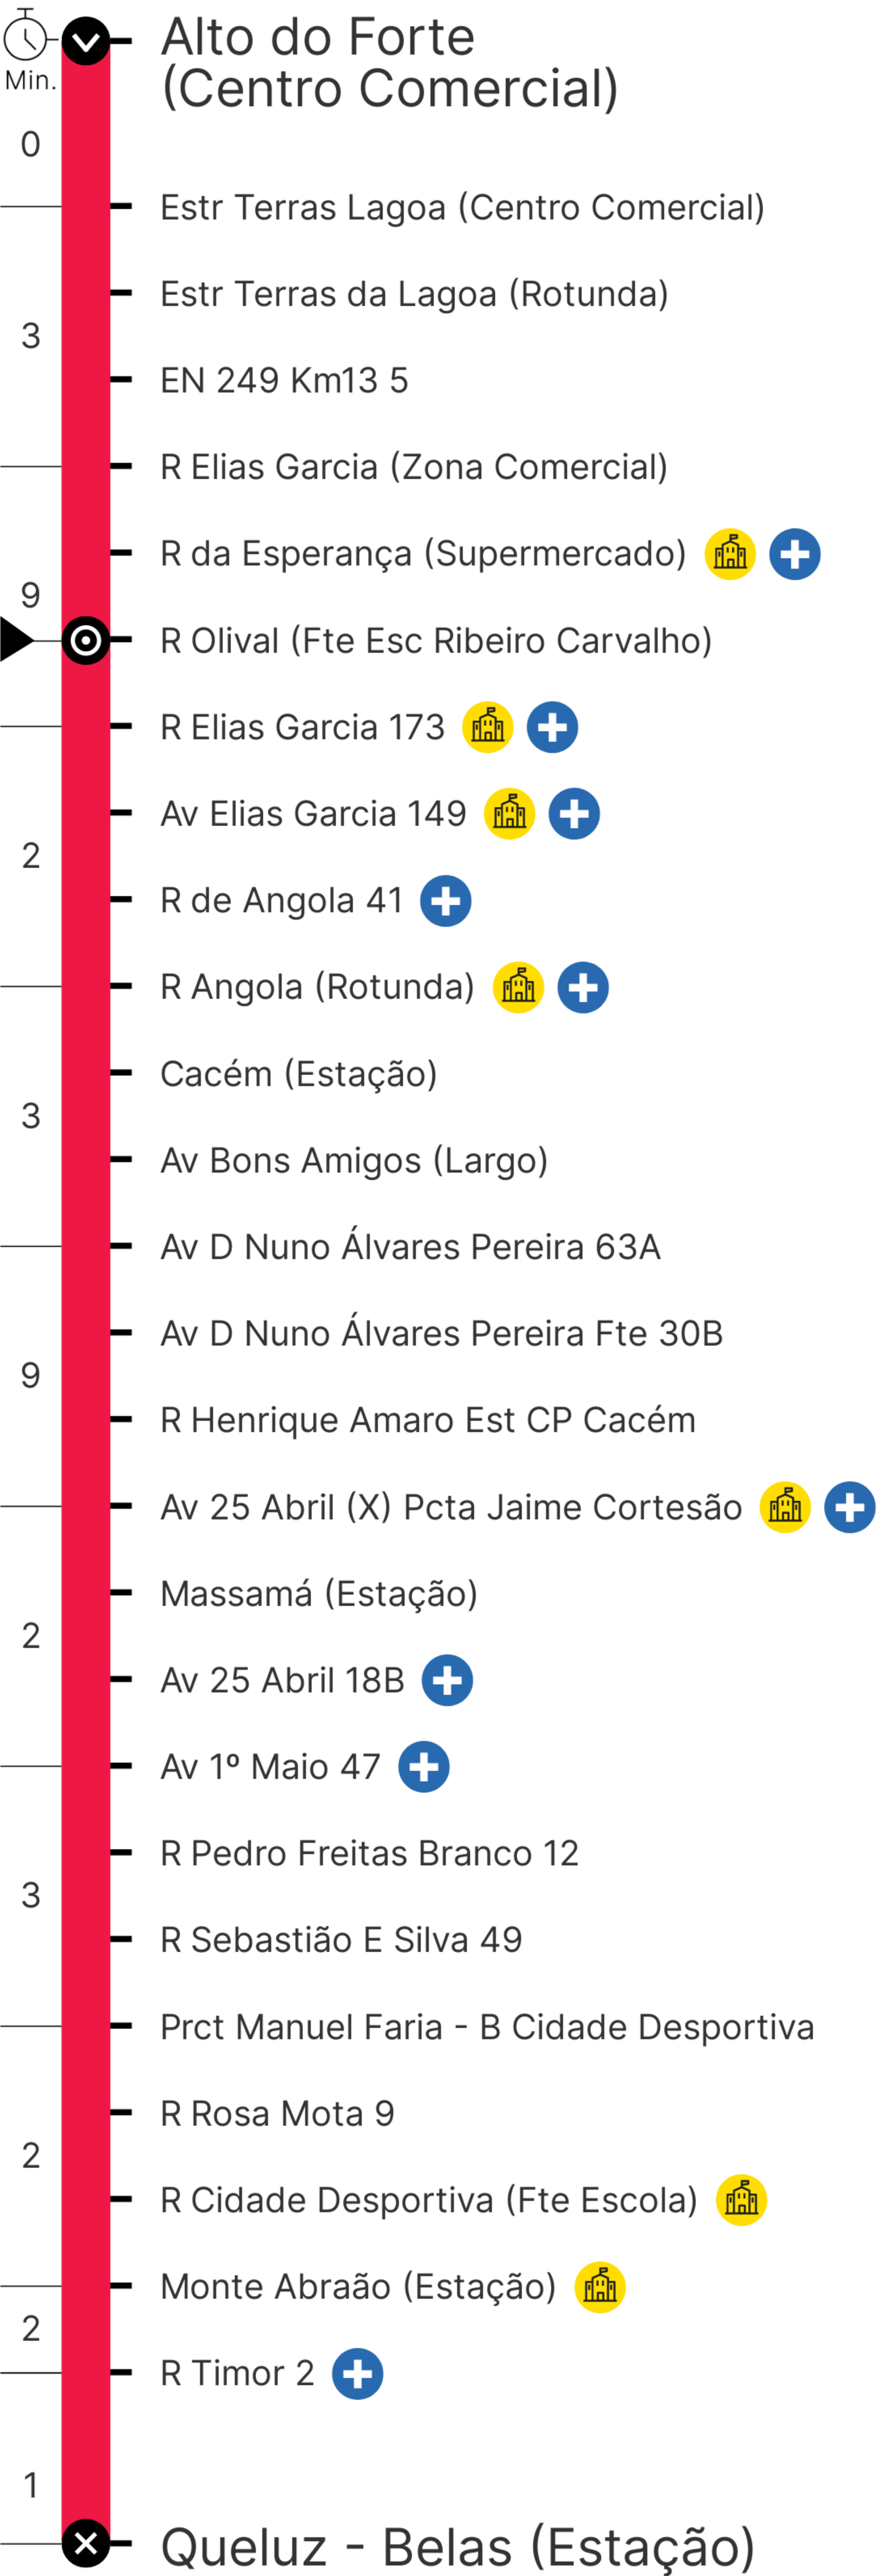 Alto do Forte
(Centro Comercial)
Min.
0
Estr Terras Lagoa (Centro Comercial)
Estr Terras da Lagoa (Rotunda)
3
EN 249 Km13 5
R Elias Garcia (Zona Comercial)
R da Esperança (Supermercado)
9
R Olival (Fte Esc Ribeiro Carvalho)
R Elias Garcia 173
Av Elias Garcia 149
2
R de Angola 41
R Angola (Rotunda)
Cacém (Estação)
3
Av Bons Amigos (Largo)
Av D Nuno Álvares Pereira 63A
Av D Nuno Álvares Pereira Fte 30B
9
R Henrique Amaro Est CP Cacém
Av 25 Abril (X) Pcta Jaime Cortesão
Massamá (Estação)
2
Av 25 Abril 18B
Av 1º Maio 47
R Pedro Freitas Branco 12
3
R Sebastião E Silva 49
Prct Manuel Faria - B Cidade Desportiva
R Rosa Mota 9
2
R Cidade Desportiva (Fte Escola)
Monte Abraão (Estação)
2
R Timor 2
1
Queluz - Belas (Estação)